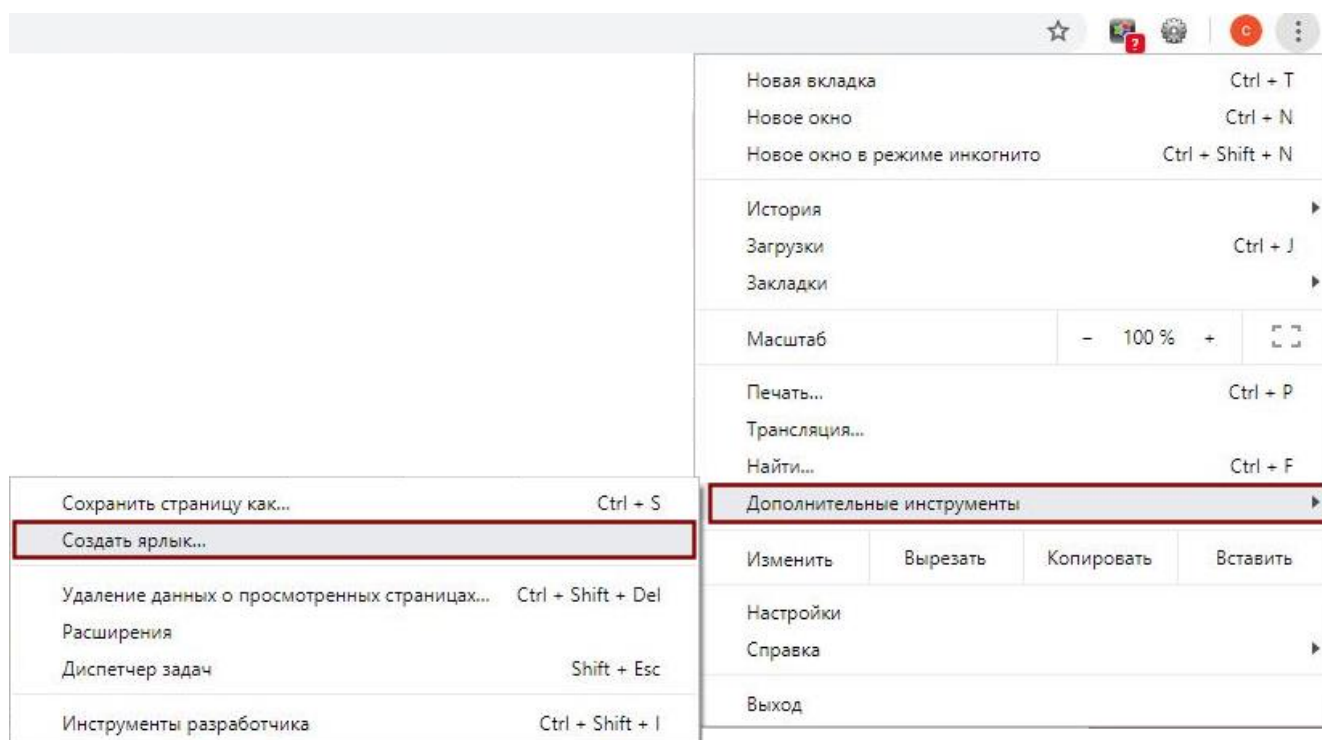 C
?
Новая вкладка Ctrl + T
Новое окно Ctrl + N
Новое окно в режиме инкогнито Ctrl + Shift + N
История
Загрузки Ctrl + J
Закладки
Масштаб - 100 % +
Печать... Ctrl + P
Трансляция...
Найти... Ctrl + F
Дополнительные инструменты
Изменить Вырезать Копировать Вставить
Настройки
Справка
Выход
Сохранить страницу как... Ctrl + S
Создать ярлык...
Удаление данных о просмотренных страницах... Ctrl + Shift + Del
Расширения
Диспетчер задач Shift + Esc
Инструменты разработчика Ctrl + Shift + I